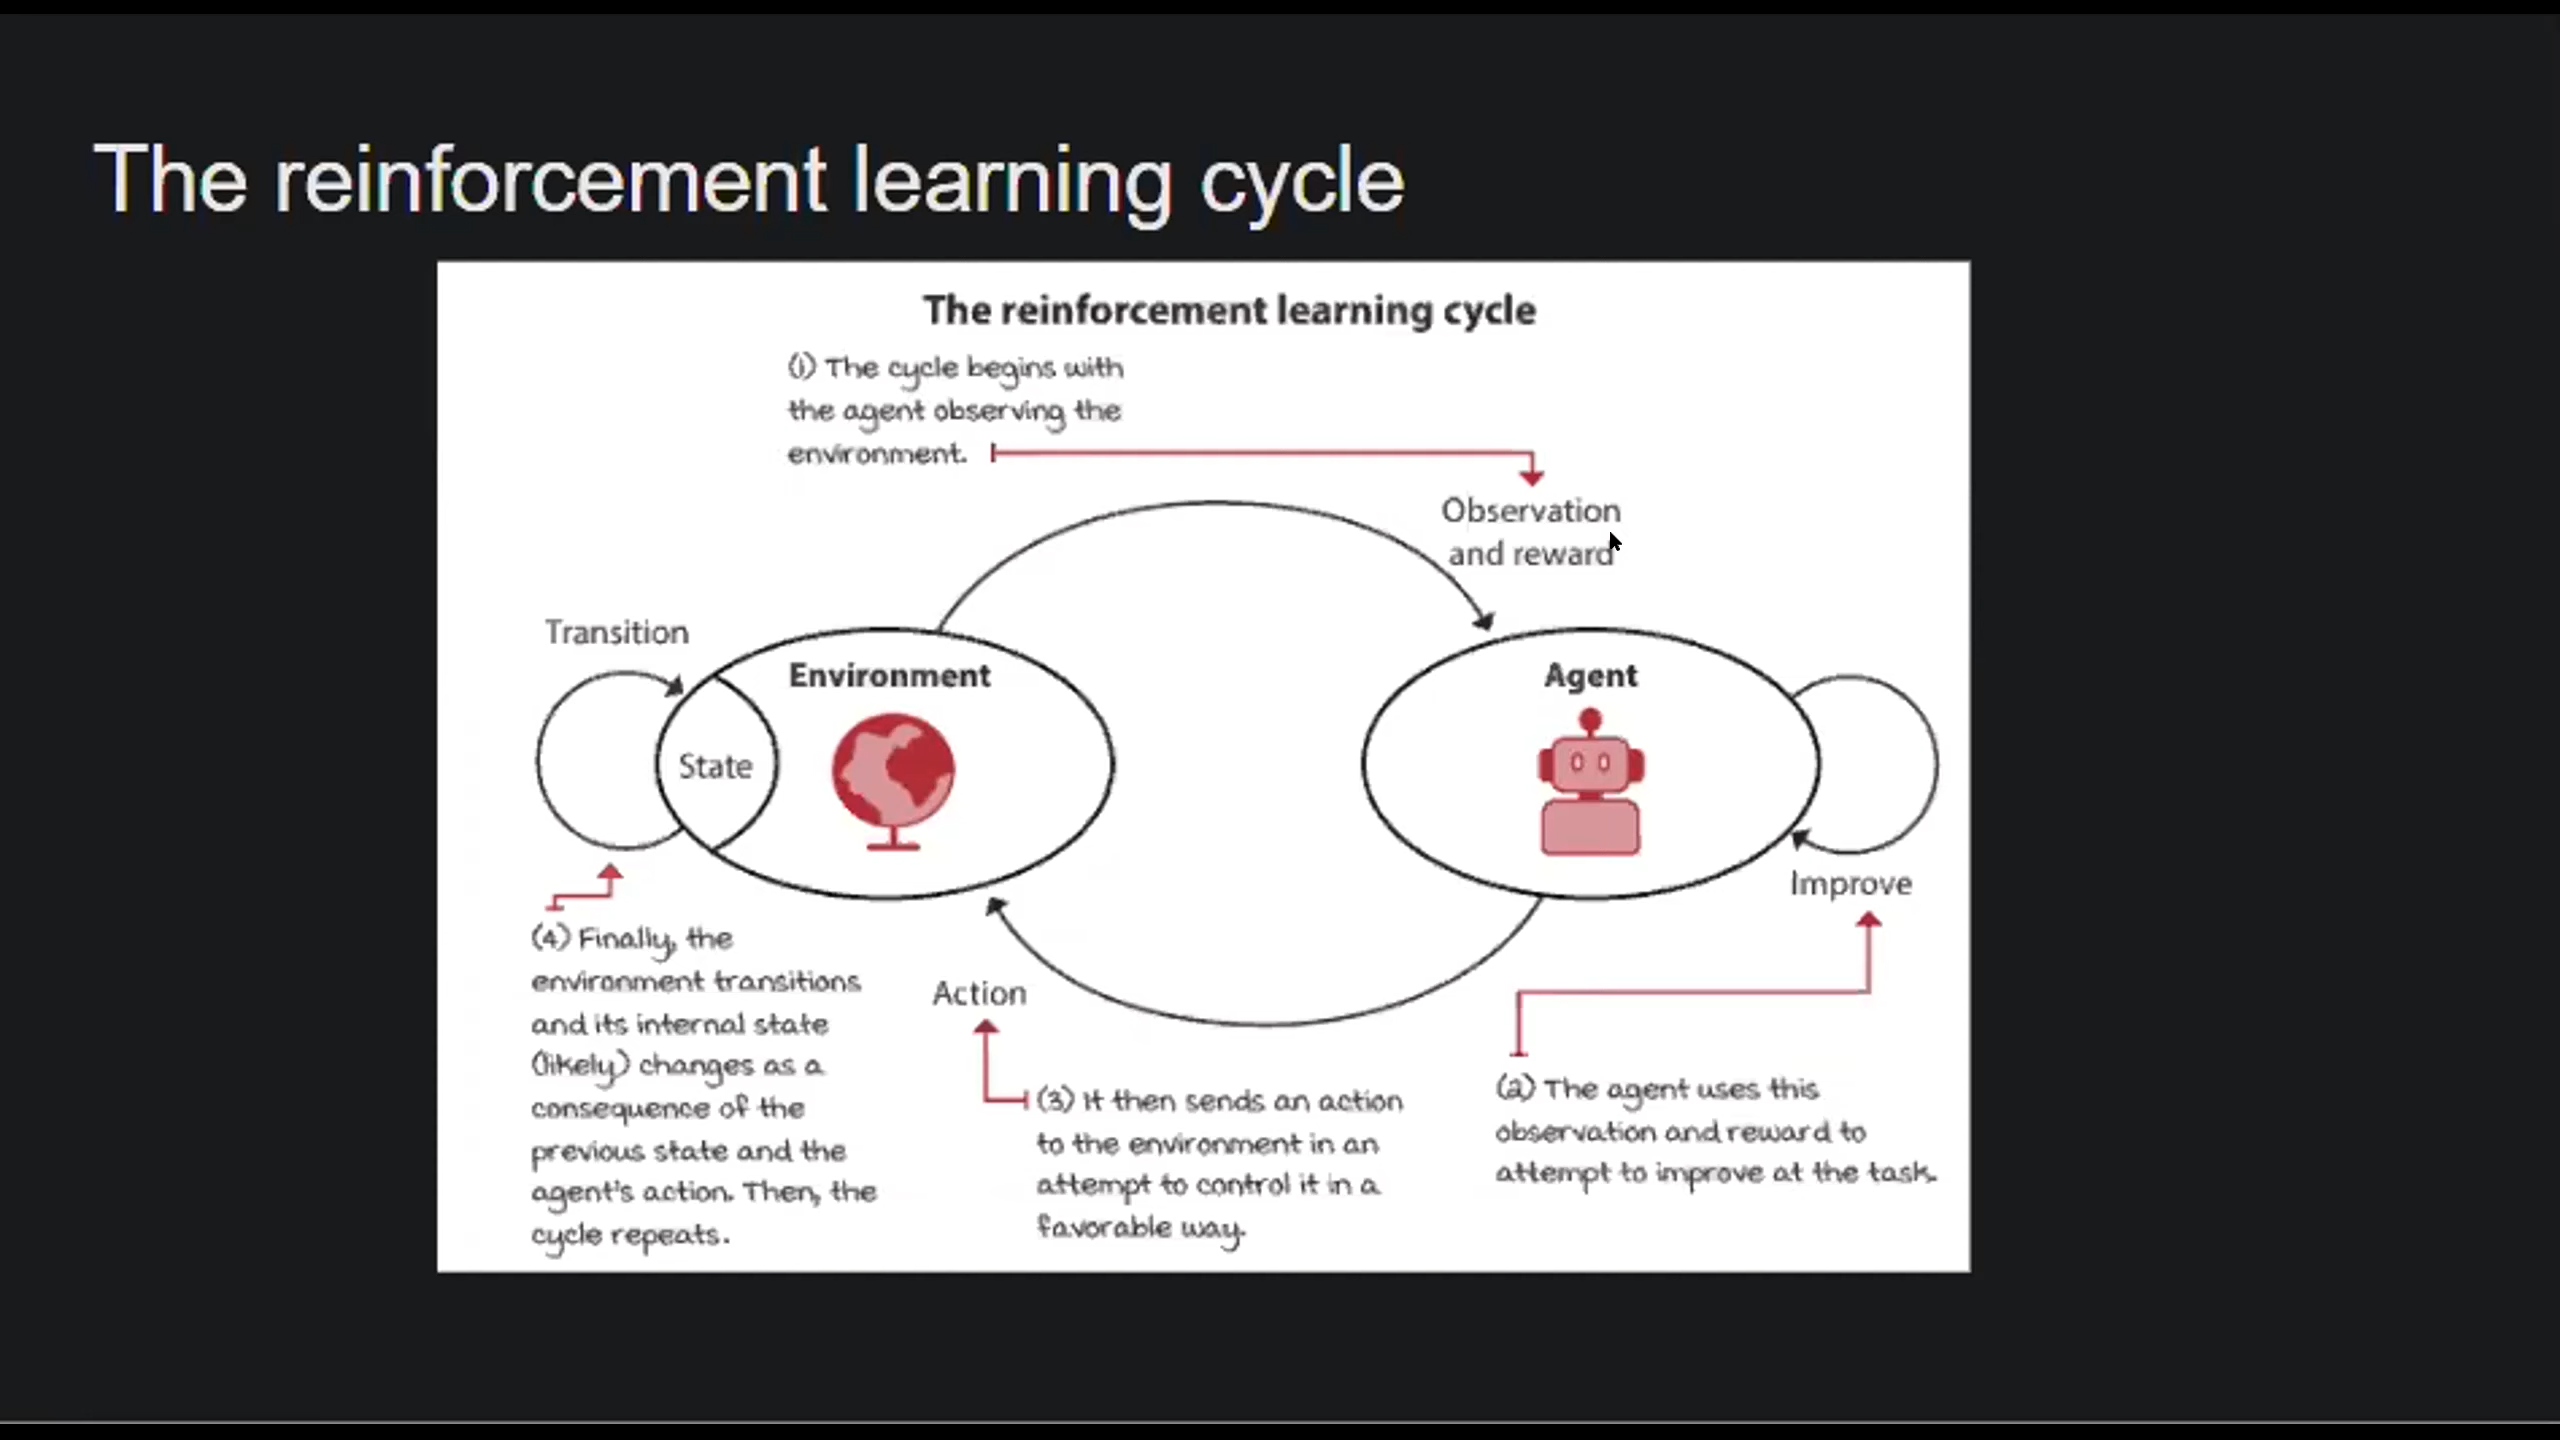 The reinforcement learning cycle
The reinforcement learning cycle
(1) The cycle begins with
the agent observing the
environment.
Observation
and reward
Transition
Environment
Agent
State
Improve
(4) Finally, the
environment transitions
and its internal state
(likely) changes as a
consequence of the
previous state and the
agent's action. Then, the
cycle repeats.
Action
(3) It then sends an action
to the environment in an
attempt to control it in a
favorable way.
(2) The agent uses this
observation and reward to
attempt to improve at the task.